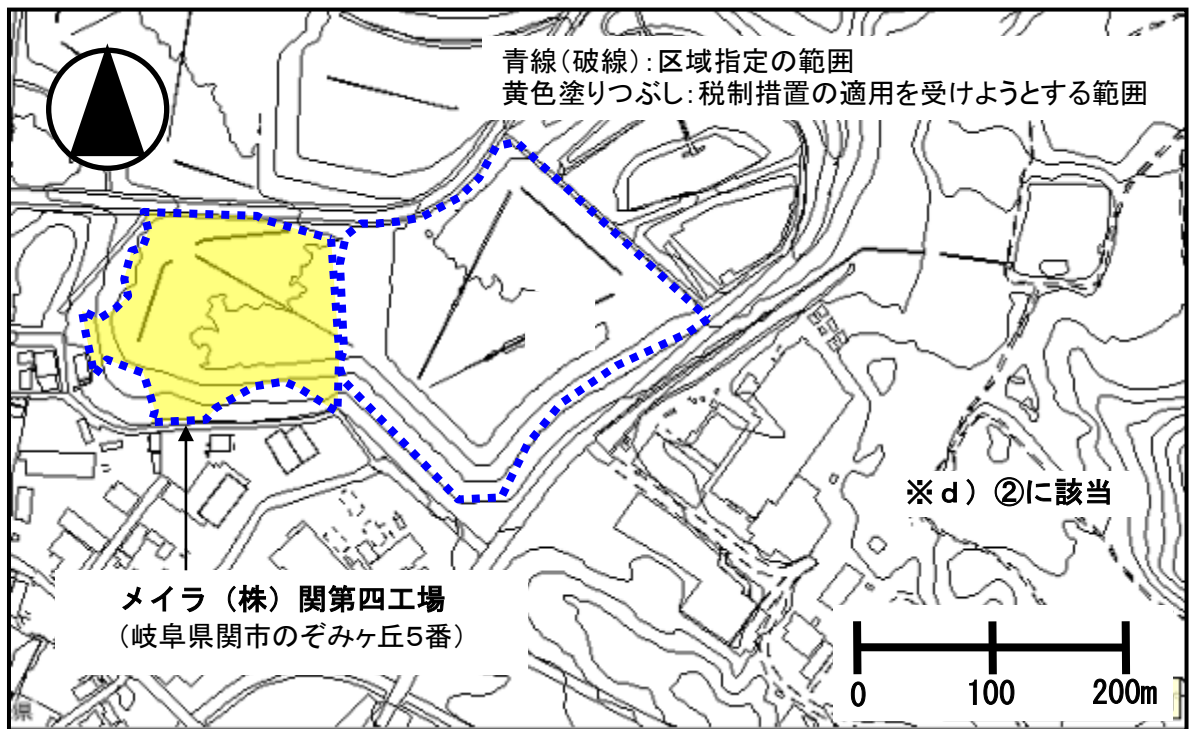 青線(破線):区域指定の範囲
黄色塗りつぶし:税制措置の適用を受けようとする範囲
※d)②に該当
メイラ(株)関第四工場
(岐阜県関市のぞみヶ丘5番)
0 100 200m
県